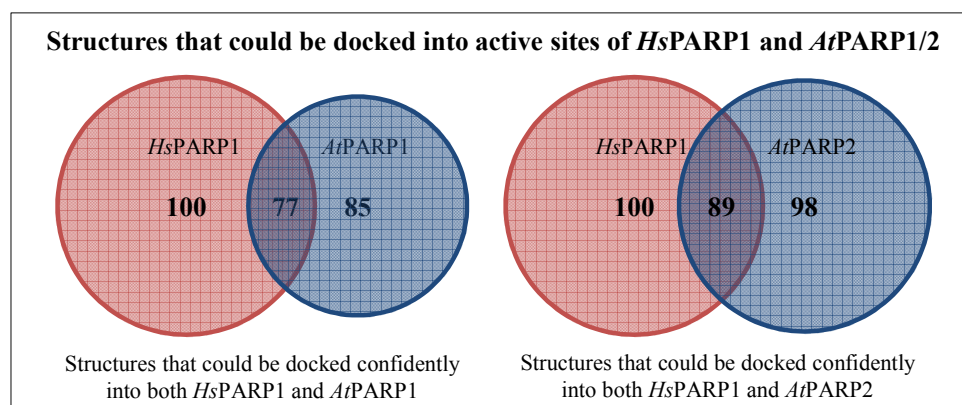 Structures that could be docked into active sites of HsPARP1 and AtPARP1/2
HsPARP1
AtPARP1
100
77
85
Structures that could be docked confidently
into both HsPARP1 and AtPARP1
HsPARP1
AtPARP2
100
89
98
Structures that could be docked confidently
into both HsPARP1 and AtPARP2